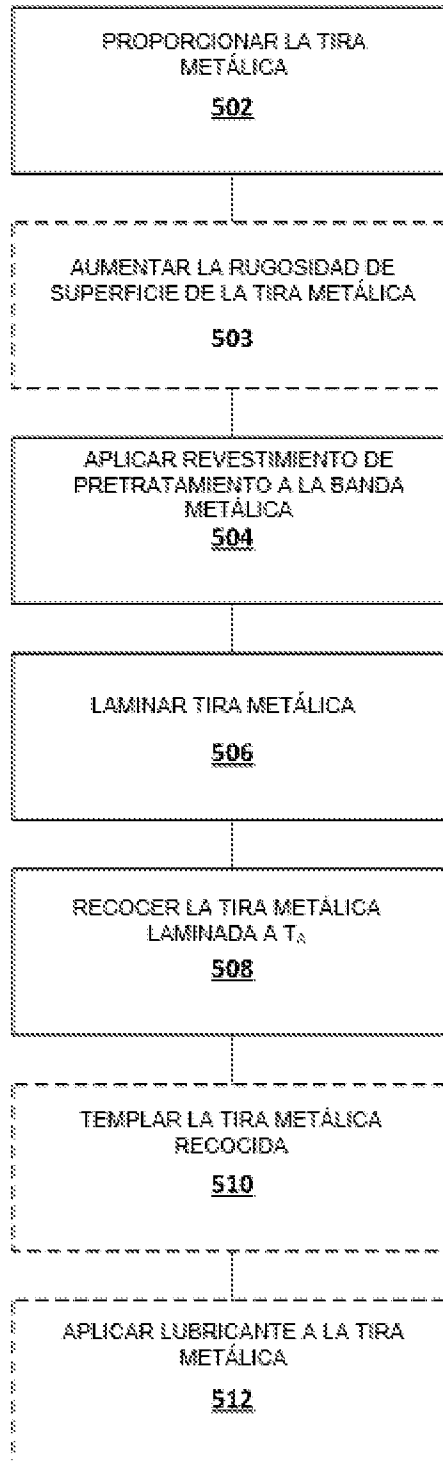 PROPORCIONAR LA TIRA
METÁLICA
502
AUMENTAR LA RUGOSIDAD DE
SUPERFICIE DE LA TIRA METÁLICA
503
APLICAR REVESTIMIENTO DE
PRETRATAMIENTO A LA BANDA
METÁLICA
504
LAMINAR TIRA METÁLICA
506
RECOCER LA TIRA METÁLICA
LAMINADA A TA
508
TEMPLAR LA TIRA METÁLICA
RECOCIDA
510
APLICAR LUBRICANTE A LA TIRA
METÁLICA
512